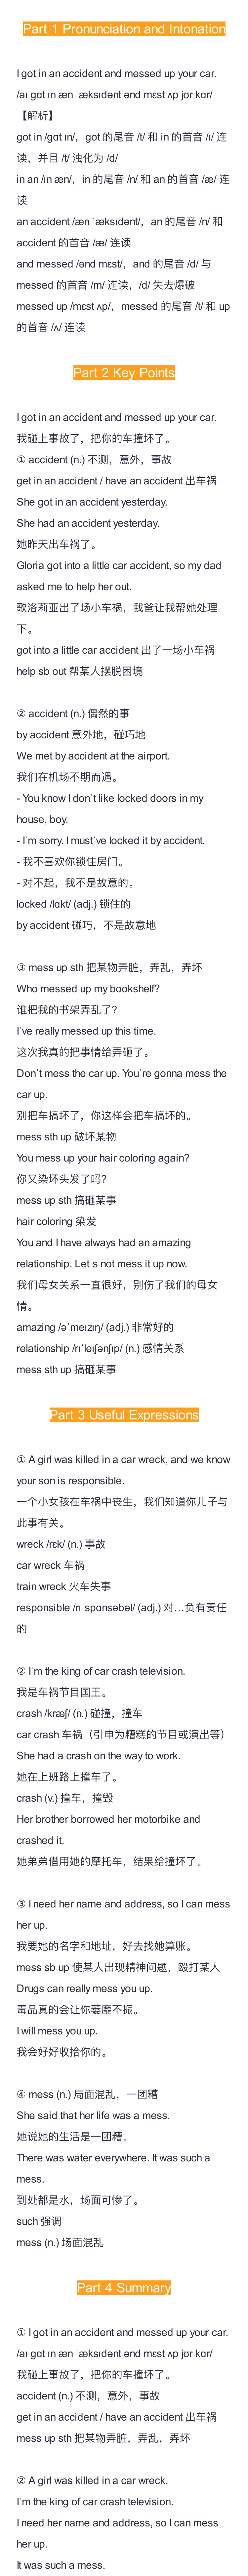 Part 1 Pronunciation and Intonation
I got in an accident and messed up your car.
/aɪ gɑt ɪn æn ˈæksɪdənt ənd mɛst ʌp jər kɑr/
【解析】
got in /gɑt ɪn/，got 的尾音 /t/ 和 in 的首音 /ɪ/ 连
读，并且 /t/ 浊化为 /d/
in an /ɪn æn/，in 的尾音 /n/ 和 an 的首音 /æ/ 连
读
an accident /æn ˈæksɪdənt/，an 的尾音 /n/ 和
accident 的首音 /æ/ 连读
and messed /ənd mɛst/，and 的尾音 /d/ 与
messed 的首音 /m/ 连读，/d/ 失去爆破
messed up /mɛst ʌp/，messed 的尾音 /t/ 和 up
的首音 /ʌ/ 连读
Part 2 Key Points
I got in an accident and messed up your car.
我碰上事故了，把你的车撞坏了。
① accident (n.) 不测，意外，事故
get in an accident / have an accident 出车祸
She got in an accident yesterday.
She had an accident yesterday.
她昨天出车祸了。
Gloria got into a little car accident, so my dad
asked me to help her out.
歌洛莉亚出了场小车祸，我爸让我帮她处理
下。
got into a little car accident 出了一场小车祸
help sb out 帮某人摆脱困境
② accident (n.) 偶然的事
by accident 意外地，碰巧地
We met by accident at the airport.
我们在机场不期而遇。
- You know I don't like locked doors in my
house, boy.
- I'm sorry. I must've locked it by accident.
- 我不喜欢你锁住房门。
- 对不起，我不是故意的。
locked /lɑkt/ (adj.) 锁住的
by accident 碰巧，不是故意地
③ mess up sth 把某物弄脏，弄乱，弄坏
Who messed up my bookshelf?
谁把我的书架弄乱了?
I've really messed up this time.
这次我真的把事情给弄砸了。
Don't mess the car up. You're gonna mess the
car up.
别把车搞坏了，你这样会把车搞坏的。
mess sth up 破坏某物
You mess up your hair coloring again?
你又染坏头发了吗?
mess up sth 搞砸某事
hair coloring 染发
You and I have always had an amazing
relationship. Let's not mess it up now.
我们母女关系一直很好，别伤了我们的母女
情。
amazing /əˈmeɪzɪŋ/ (adj.) 非常好的
relationship /rɪˈleɪʃənʃɪp/ (n.) 感情关系
mess sth up 搞砸某事
Part 3 Useful Expressions
① A girl was killed in a car wreck, and we know
your son is responsible.
一个小女孩在车祸中丧生，我们知道你儿子与
此事有关。
wreck /rɛk/ (n.) 事故
car wreck 车祸
train wreck 火车失事
responsible /rɪˈspɑnsəbəl/ (adj.) 对…负有责任
的
② I'm the king of car crash television.
我是车祸节目国王。
crash /kræʃ/ (n.) 碰撞，撞车
car crash 车祸（引申为糟糕的节目或演出等）
She had a crash on the way to work.
她在上班路上撞车了。
crash (v.) 撞车，撞毁
Her brother borrowed her motorbike and
crashed it.
她弟弟借用她的摩托车，结果给撞坏了。
③ I need her name and address, so I can mess
her up.
我要她的名字和地址，好去找她算账。
mess sb up 使某人出现精神问题，殴打某人
Drugs can really mess you up.
毒品真的会让你萎靡不振。
I will mess you up.
我会好好收拾你的。
④ mess (n.) 局面混乱，一团糟
She said that her life was a mess.
她说她的生活是一团糟。
There was water everywhere. It was such a
mess.
到处都是水，场面可惨了。
such 强调
mess (n.) 场面混乱
Part 4 Summary
① I got in an accident and messed up your car.
/aɪ gɑt ɪn æn ˈæksɪdənt ənd mɛst ʌp jər kɑr/
我碰上事故了，把你的车撞坏了。
accident (n.) 不测，意外，事故
get in an accident / have an accident 出车祸
mess up sth 把某物弄脏，弄乱，弄坏
② A girl was killed in a car wreck.
I'm the king of car crash television.
I need her name and address, so I can mess
her up.
It was such a mess.